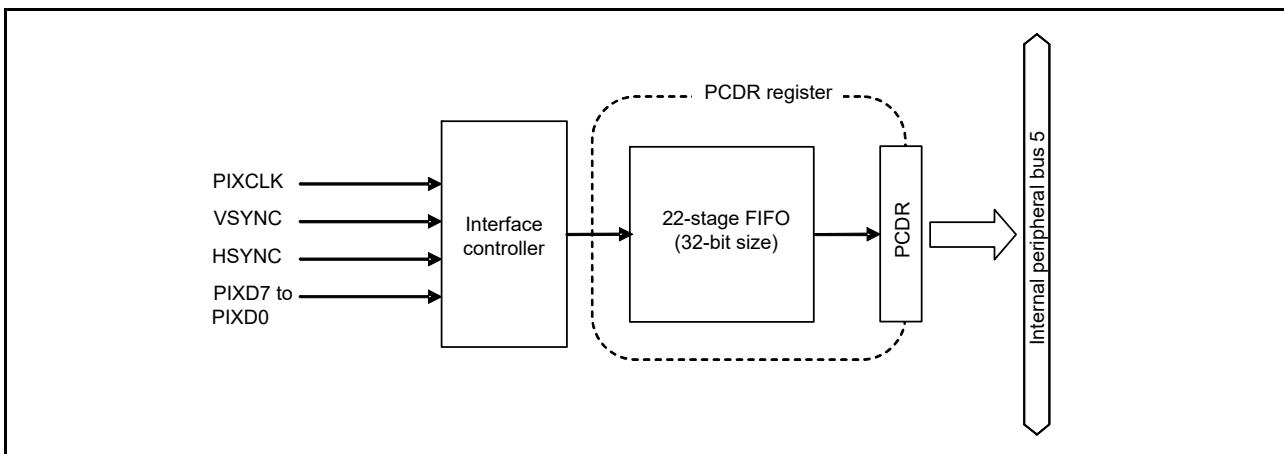 PCDR register
PIXCLK
VSYNC
HSYNC
PIXD7 to
PIXD0
Interface
controller
22-stage FIFO
(32-bit size)
PCDR
Internal peripheral bus 5